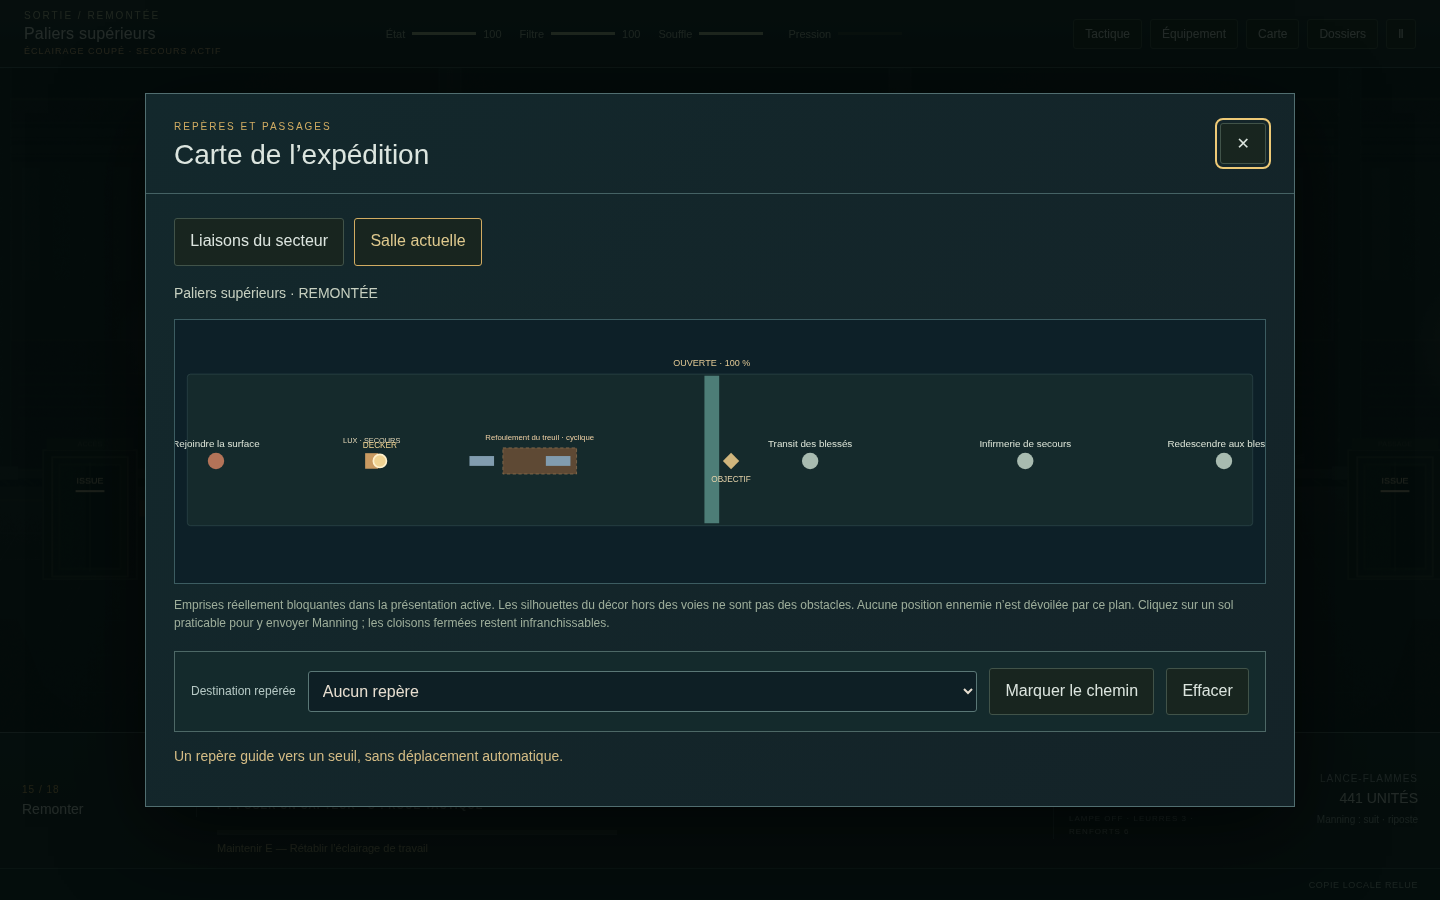 SORTIE / REMONTÉE
Paliers supérieurs
ÉCLAIRAGE COUPÉ · SECOURS ACTIF
État 100 Filtre 100 Souffle Pression
Tactique Équipement Carte Dossiers II
REPÈRES ET PASSAGES
Carte de l’expédition
×
Liaisons du secteur Salle actuelle
Paliers supérieurs · REMONTÉE
OUVERTE · 100 %
Rejoindre la surface
LUX · SECOURS
DECKER
Refoulement du treuil · cyclique
Transit des blessés
Infirmerie de secours
Redescendre aux bles
OBJECTIF
ISSUE
ISSUE
Emprises réellement bloquantes dans la présentation active. Les silhouettes du décor hors des voies ne sont pas des obstacles. Aucune position ennemie n’est dévoilée par ce plan. Cliquez sur un sol
praticable pour y envoyer Manning ; les cloisons fermées restent infranchissables.
Destination repérée Aucun repère Marquer le chemin Effacer
Un repère guide vers un seuil, sans déplacement automatique.
15 / 18
Remonter
Maintenir E — Rétablir l’éclairage de travail
LANCE-FLAMMES
441 UNITÉS
Manning : suit · riposte
COPIE LOCALE RELUE